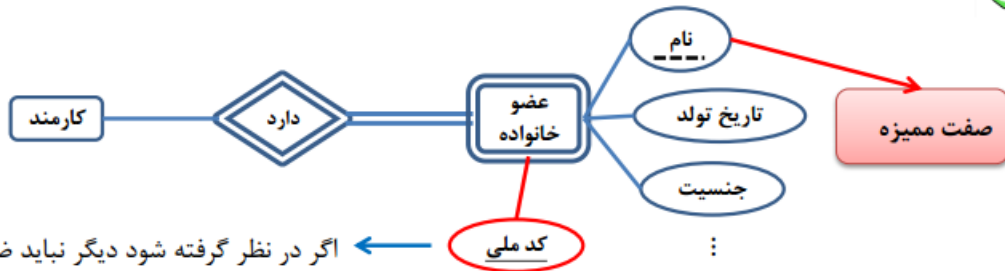 نام
عضو
خانواده
دارد
کارمند
تاریخ تولد
صفت ممیزه
جنسیت
کد ملی
اگر در نظر گرفته شود دیگر نباید